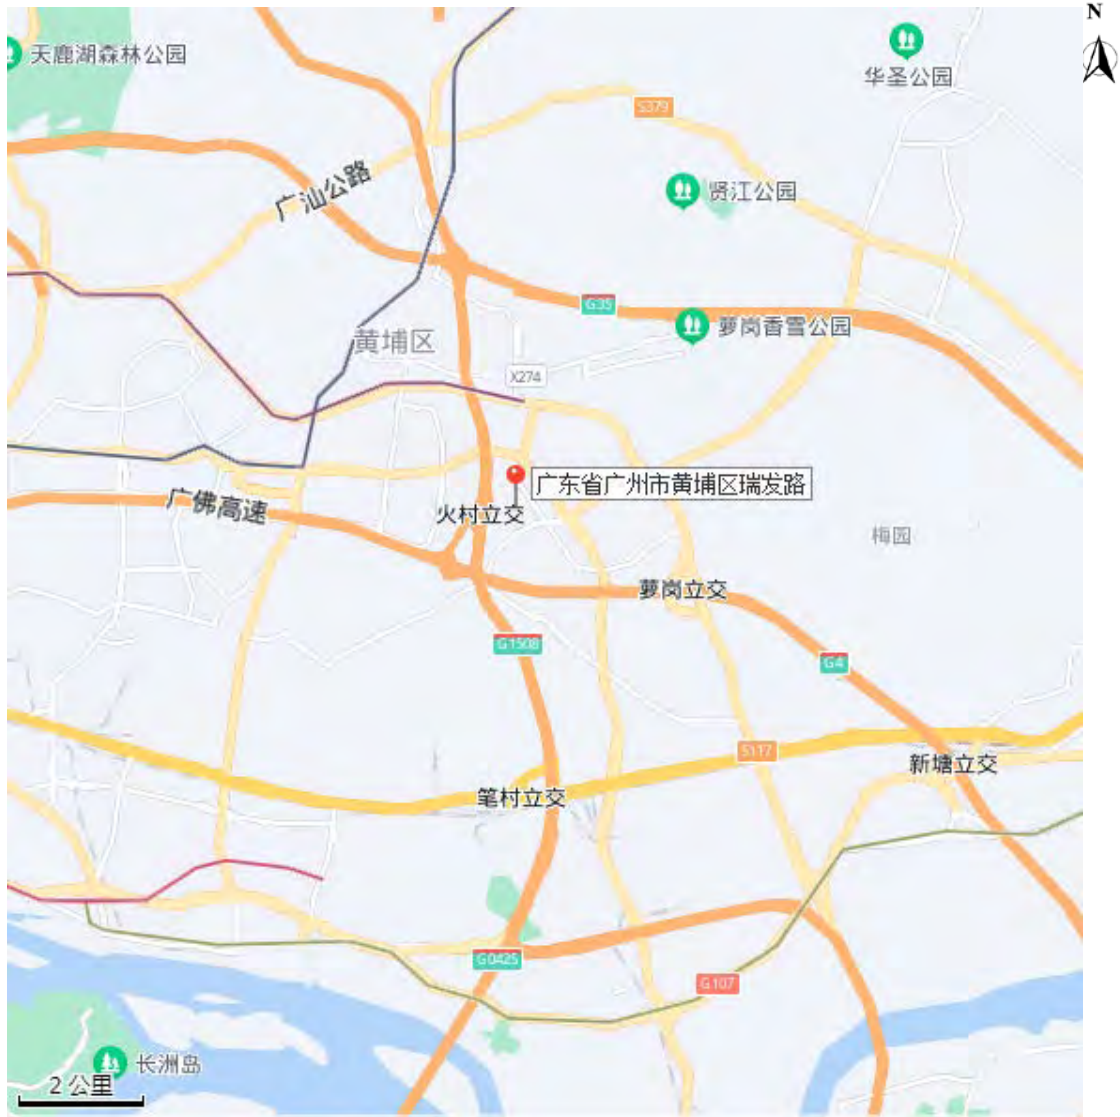 N
天鹿湖森林公园
华圣公园
S379
广汕公路
贤江公园
G35
萝岗香雪公园
黄埔区
X274
广东省广州市黄埔区瑞发路
广佛高速
火村立交
梅园
萝岗立交
G1508
G4
S117
新塘立交
笔村立交
G0425
G107
长洲岛
2 公里